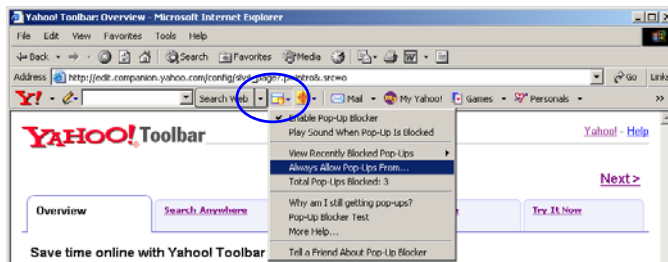 Yahoo! Toolbar: Overview - Microsoft Internet Explorer
File Edit View Favorites Tools Help
Back Search Favorites Media
Address http://edit.companion.yahoo.com/config/slv4_page?.p=intro&.src=wo Go Links
Y! Search Web Mail My Yahoo! Games Personals »
Enable Pop-Up Blocker
Play Sound When Pop-Up Is Blocked
YAHOO! Toolbar Yahoo! - Help
View Recently Blocked Pop-Ups
Always Allow Pop-Ups From...
Total Pop-Ups Blocked: 3
Next >
Why am I still getting pop-ups?
Overview Search Anywhere Try It Now
Pop-Up Blocker Test
More Help...
Save time online with Yahoo! Toolbar
Tell a Friend About Pop-Up Blocker